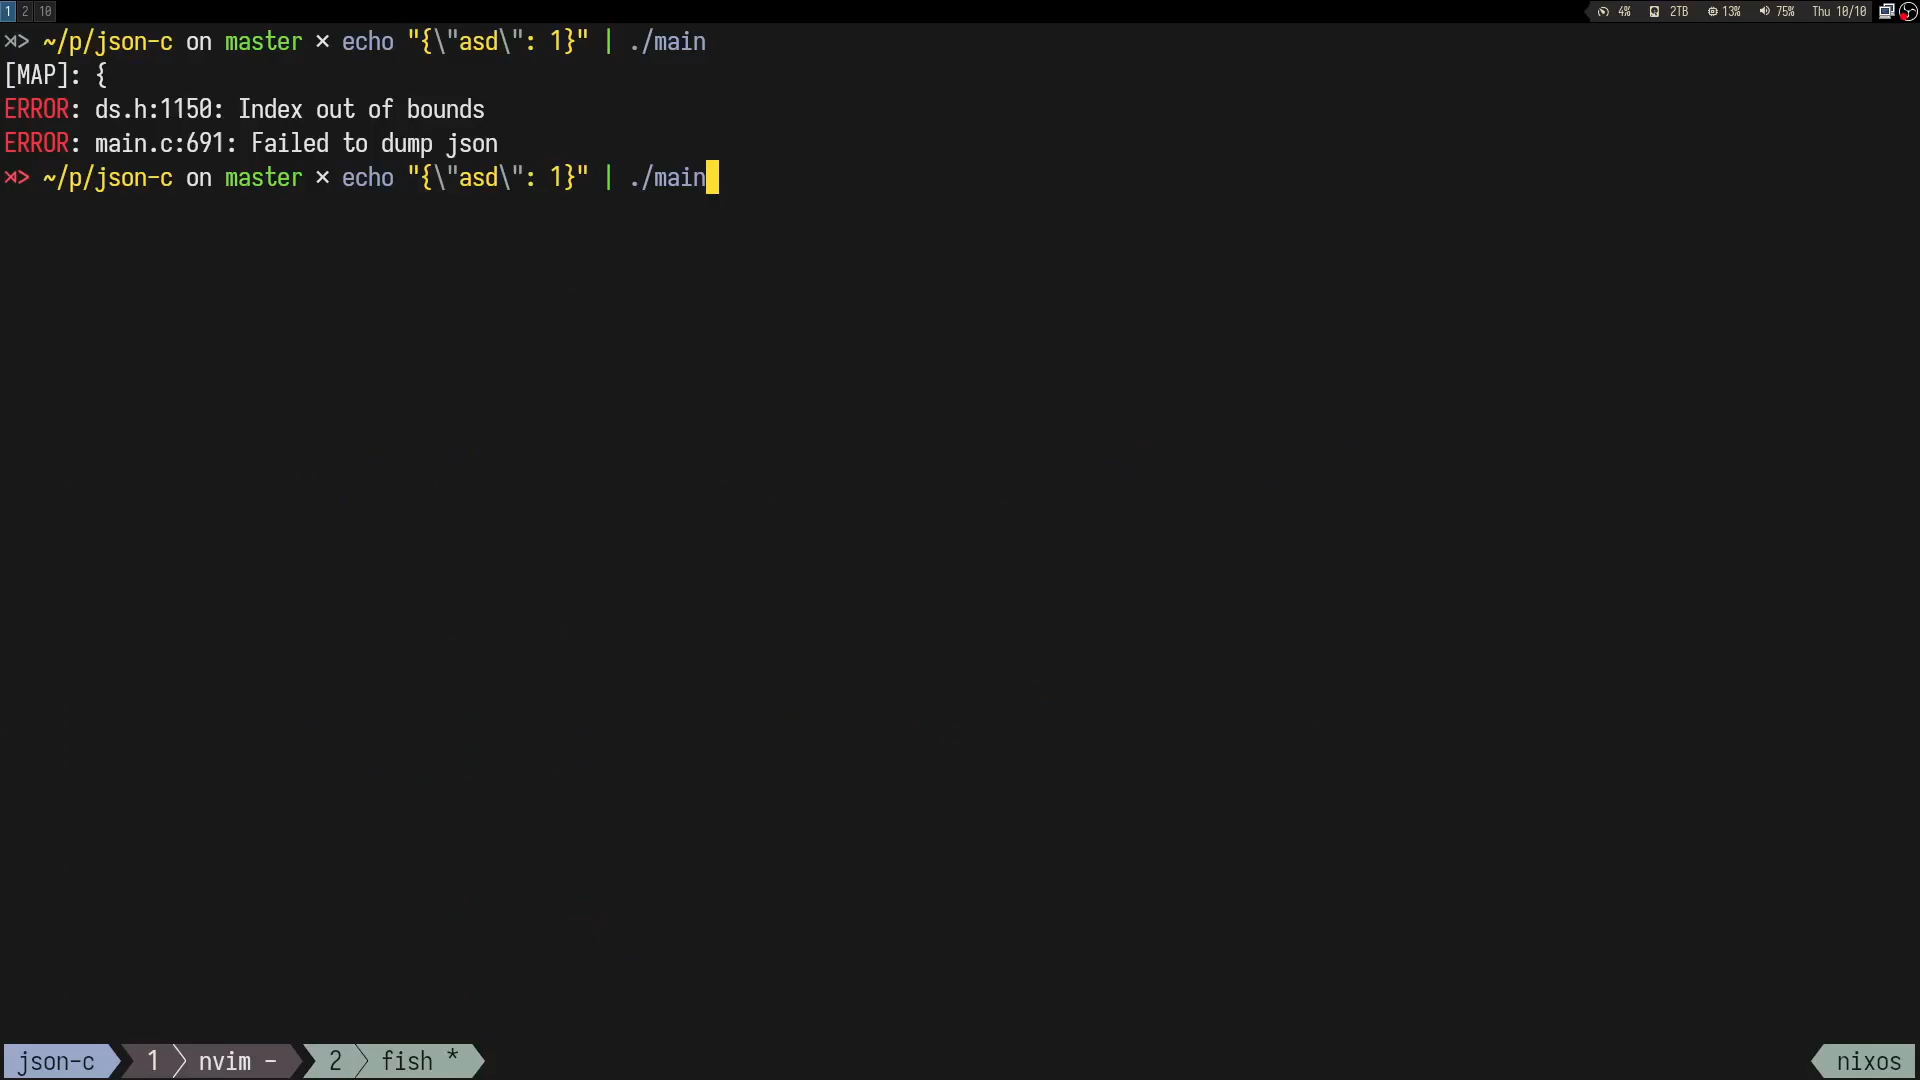 1 2 10 4% 2TB 13% 75% Thu 10/10
~/p/json-c on master × echo "{\"asd\": 1}" | ./main
[MAP]: {
ERROR: ds.h:1150: Index out of bounds
ERROR: main.c:691: Failed to dump json
~/p/json-c on master × echo "{\"asd\": 1}" | ./main
json-c 1 nvim - 2 fish * nixos